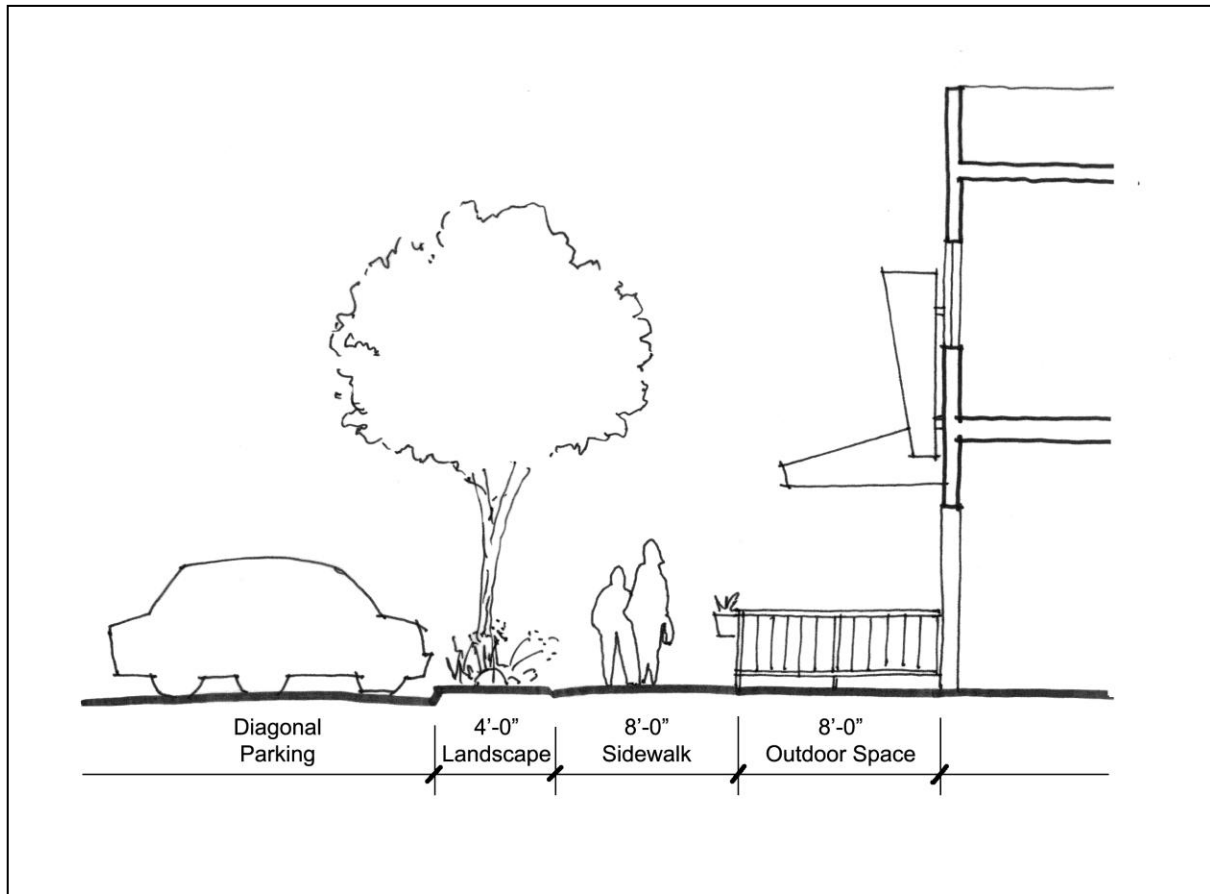 Diagonal
Parking
4’-0”
Landscape
8’-0”
Sidewalk
8’-0”
Outdoor Space